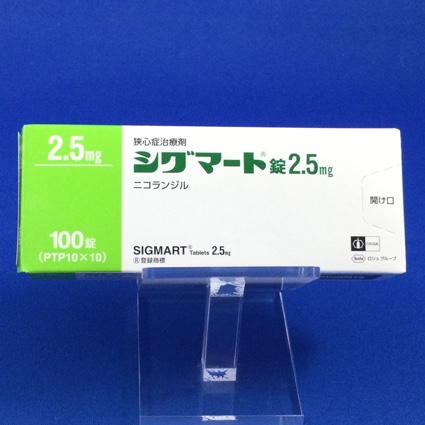 2.5mg
100錠
(PTP10×10)
狭心症治療剤
シグマート®錠2.5mg
ニコランジル
SIGMART® Tablets 2.5mg
®登録商標
開け口
Roche ロシュ グループ